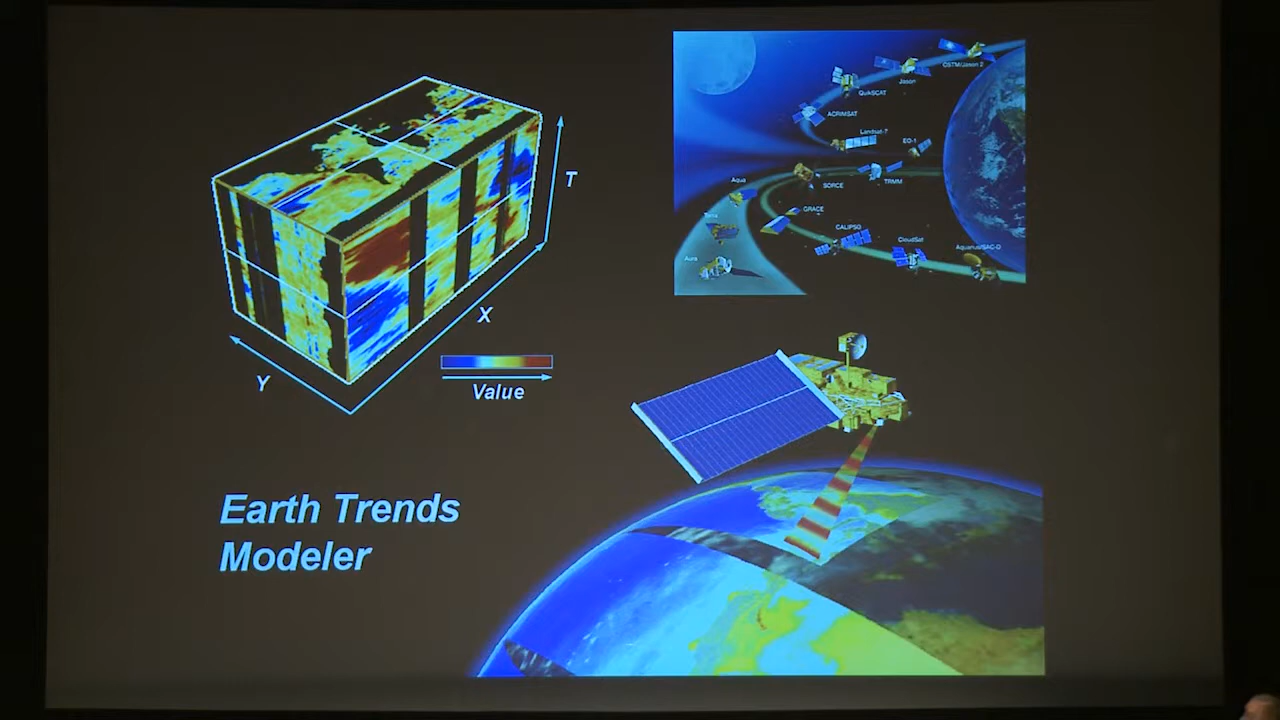 T
X
Y
Value
Earth Trends
Modeler
OSTM/Jason 2
Jason
QuikSCAT
ACRIMSAT
Landsat-7
EO-1
SORCE
TRMM
Aqua
GRACE
Terra
CALIPSO
CloudSat
Aquarius/SAC-D
Aura